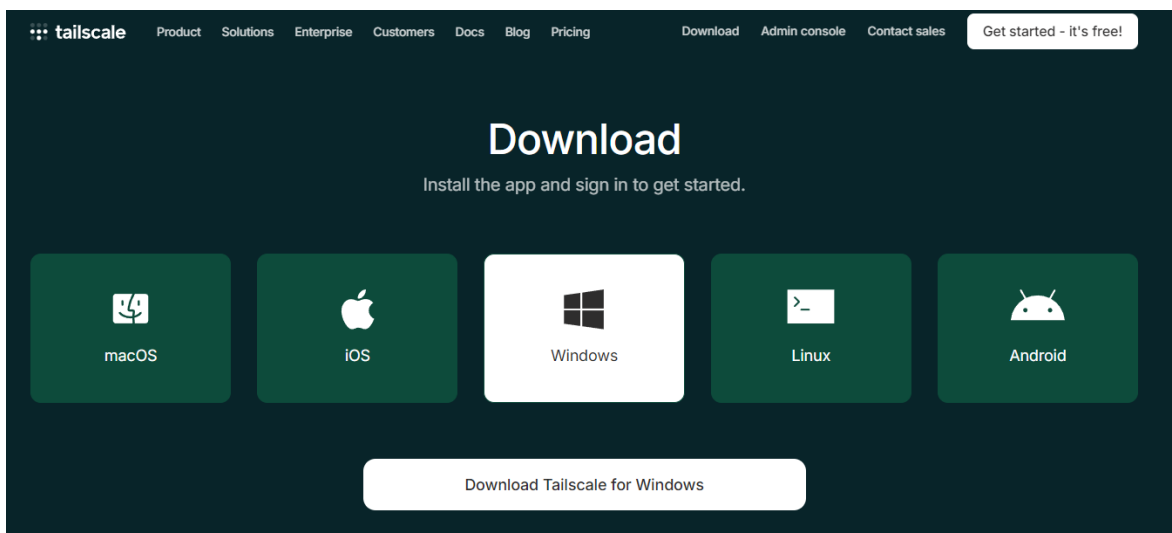 tailscale Product Solutions Enterprise Customers Docs Blog Pricing Download Admin console Contact sales Get started - it's free!
Download
Install the app and sign in to get started.
macOS iOS Windows Linux Android
Download Tailscale for Windows